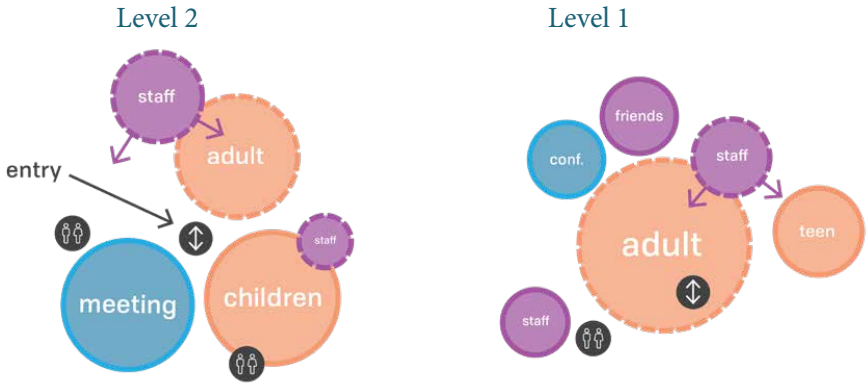 Level 2
Level 1
staff
adult
entry
staff
meeting
children
friends
conf.
staff
adult
teen
staff